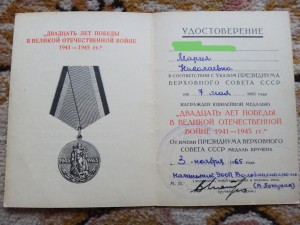 „ДВАДЦАТЬ ЛЕТ ПОБЕДЫ
В ВЕЛИКОЙ ОТЕЧЕСТВЕННОЙ ВОЙНЕ
1941—1945 гг."
УДОСТОВЕРЕНИЕ
Мария
Николаевна
В СООТВЕТСТВИИ С УКАЗОМ ПРЕЗИДИУМА
ВЕРХОВНОГО СОВЕТА СССР
от 7 мая 1965 года
НАГРАЖДЕН ЮБИЛЕЙНОЙ МЕДАЛЬЮ
„ДВАДЦАТЬ ЛЕТ ПОБЕДЫ
В ВЕЛИКОЙ ОТЕЧЕСТВЕННОЙ
ВОЙНЕ 1941—1945 гг."
ОТ ИМЕНИ ПРЕЗИДИУМА ВЕРХОВНОГО
СОВЕТА СССР МЕДАЛЬ ВРУЧЕНА
3 ноября 1965 года
М. П.